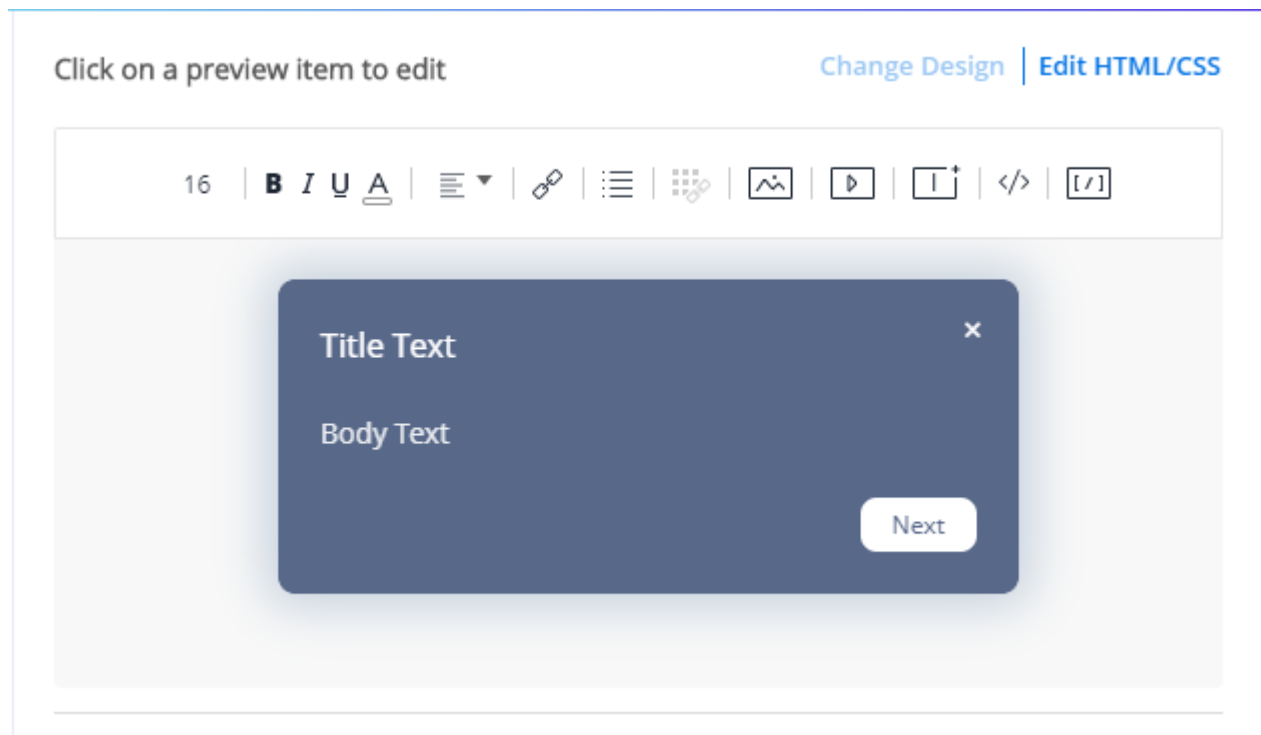 Click on a preview item to edit
Change Design
Edit HTML/CSS
16 B I U A </> [/]
Title Text
×
Body Text
Next